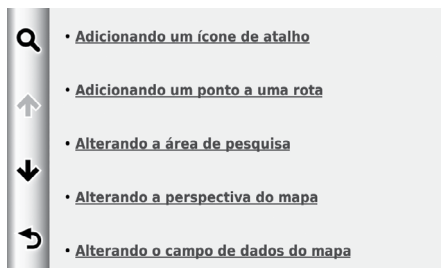 • Adicionando um ícone de atalho
• Adicionando um ponto a uma rota
• Alterando a área de pesquisa
• Alterando a perspectiva do mapa
• Alterando o campo de dados do mapa